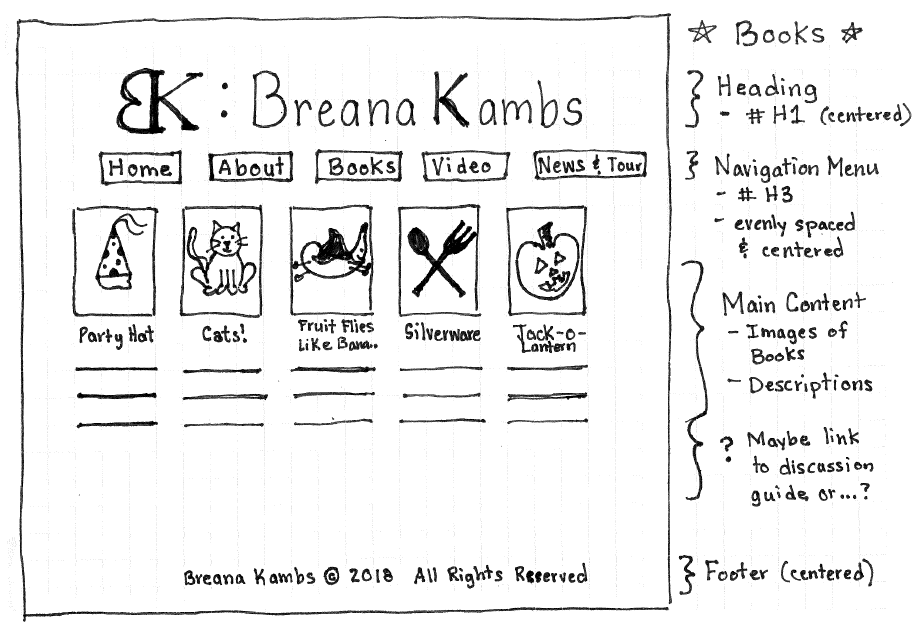 ☆ Books ☆
BK : Breana Kambs
Heading
- # H1 (centered)
Home About Books Video News & Tour
Navigation Menu
- # H3
- evenly spaced
& centered
Party Hat
Cats!
Fruit Flies
Like Bana..
Silverware
Jack-o-
Lantern
Main Content
- Images of
Books
- Descriptions
? Maybe link
to discussion
guide, or...?
Breana Kambs © 2018 All Rights Reserved
Footer (centered)